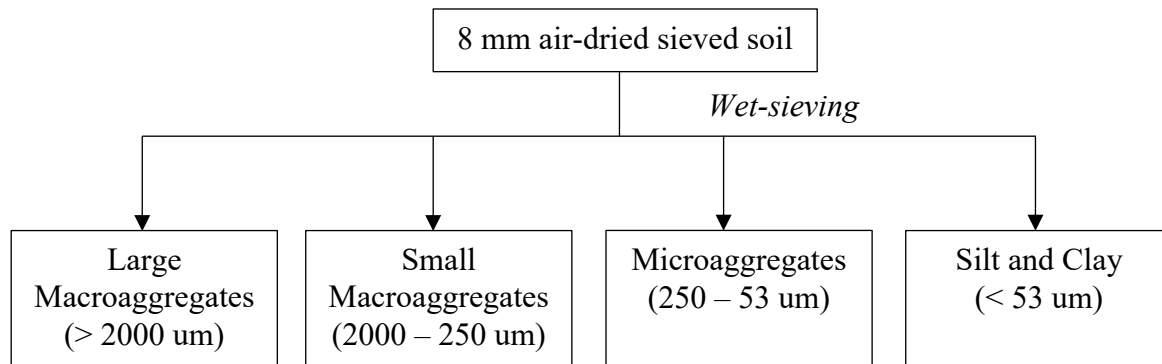 8 mm air-dried sieved soil
Wet-sieving
Large
Macroaggregates
(> 2000 um)
Small
Macroaggregates
(2000 – 250 um)
Microaggregates
(250 – 53 um)
Silt and Clay
(< 53 um)